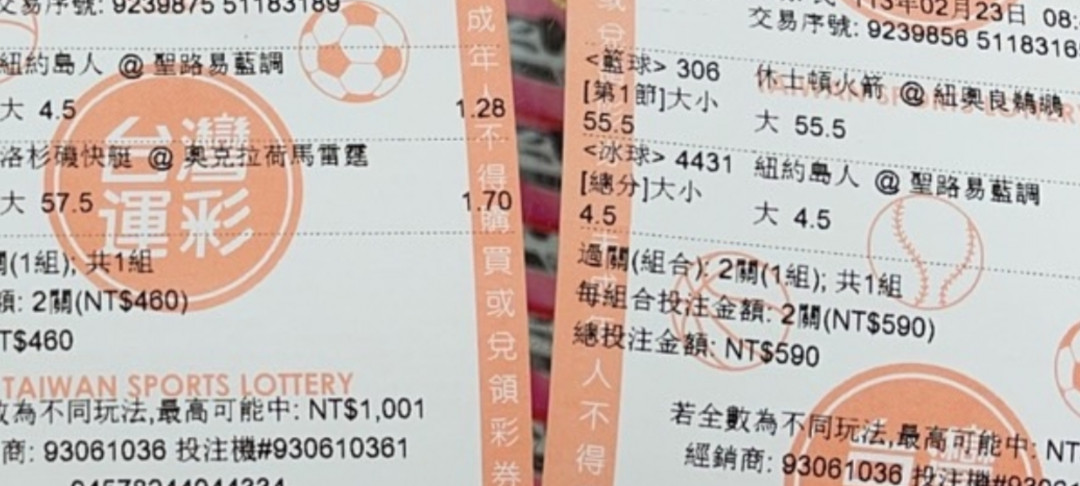 交易序號: 9239875 51183189
紐約島人 @ 聖路易藍調
大 4.5 1.28
洛杉磯快艇 @ 奧克拉荷馬雷霆
大 57.5 1.70
(1組); 共1組
額: 2關(NT$460)
T$460
台灣
運彩
TAIWAN SPORTS LOTTERY
為不同玩法,最高可能中: NT$1,001
商: 93061036 投注機#930610361
成年人不得購買或兌領彩券
113年02月23日 08:
交易序號: 9239856 5118316
<籃球> 306 休士頓火箭 @ 紐奧良鵜鶘
[第1節]大小
55.5 大 55.5
<冰球> 4431 紐約島人 @ 聖路易藍調
[總分]大小
4.5 大 4.5
過關(組合): 2關(1組); 共1組
每組合投注金額: 2關(NT$590)
總投注金額: NT$590
人不得
若全數為不同玩法,最高可能中: NT
經銷商: 93061036 投注機#930